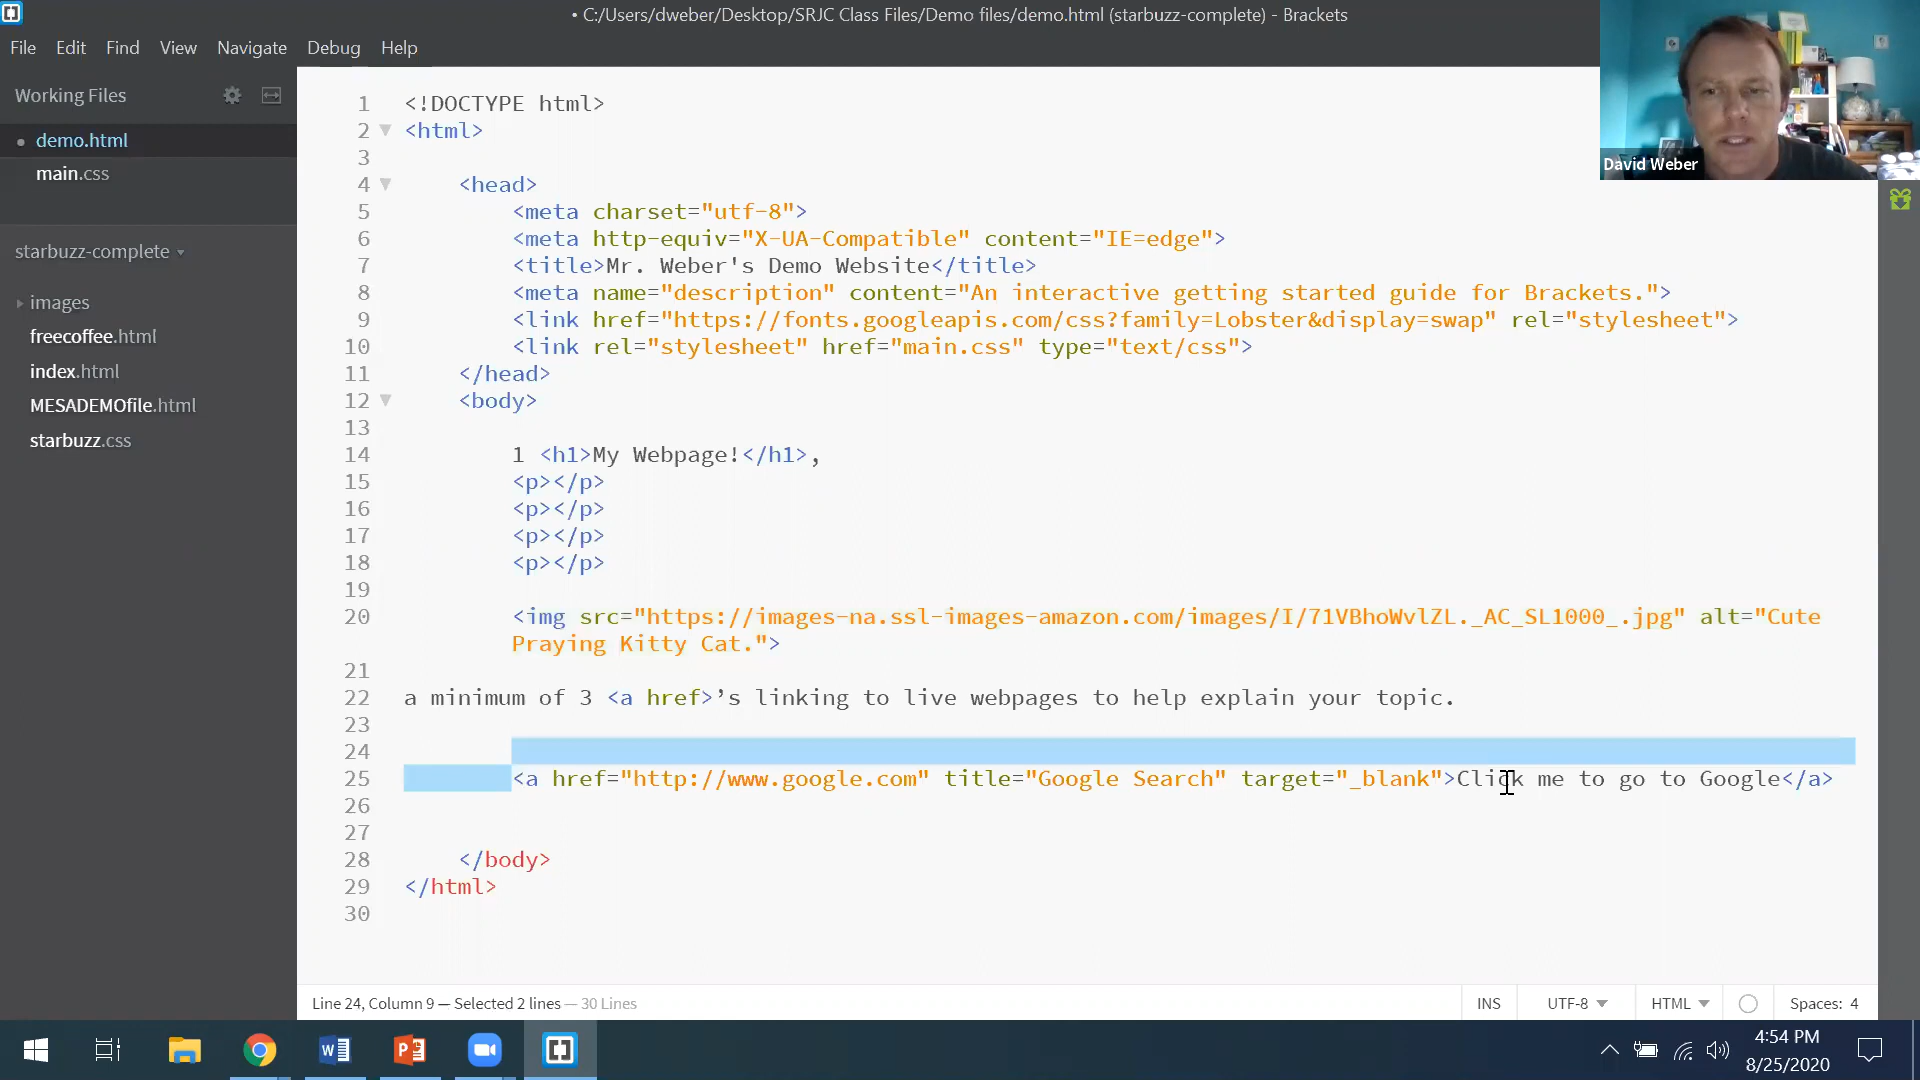 • C:/Users/dweber/Desktop/SRJC Class Files/Demo files/demo.html (starbuzz-complete) - Brackets
File Edit Find View Navigate Debug Help
David Weber
Working Files
• demo.html
main.css
starbuzz-complete
images
freecoffee.html
index.html
MESADEMOfile.html
starbuzz.css
1 <!DOCTYPE html>
2 <html>
3
4 <head>
5 <meta charset="utf-8">
6 <meta http-equiv="X-UA-Compatible" content="IE=edge">
7 <title>Mr. Weber's Demo Website</title>
8 <meta name="description" content="An interactive getting started guide for Brackets.">
9 <link href="https://fonts.googleapis.com/css?family=Lobster&display=swap" rel="stylesheet">
10 <link rel="stylesheet" href="main.css" type="text/css">
11 </head>
12 <body>
13
14 1 <h1>My Webpage!</h1>,
15 <p></p>
16 <p></p>
17 <p></p>
18 <p></p>
19
20 <img src="https://images-na.ssl-images-amazon.com/images/I/71VBhoWvlZL._AC_SL1000_.jpg" alt="Cute
Praying Kitty Cat.">
21
22 a minimum of 3 <a href>’s linking to live webpages to help explain your topic.
23
24
25 <a href="http://www.google.com" title="Google Search" target="_blank">Click me to go to Google</a>
26
27
28 </body>
29 </html>
30
Line 24, Column 9 — Selected 2 lines — 30 Lines
INS UTF-8 HTML Spaces: 4
4:54 PM
8/25/2020